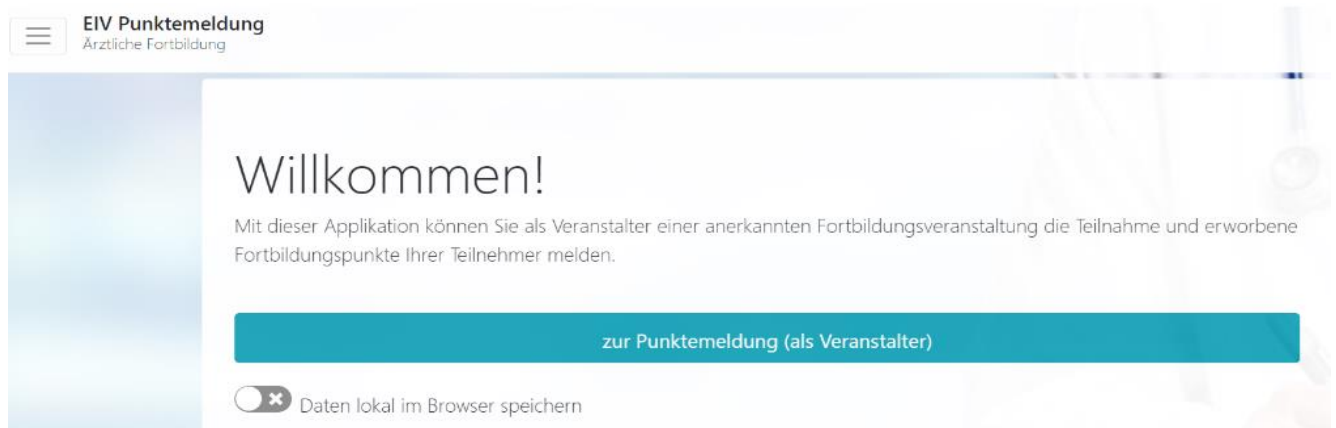 EIV Punktemeldung
Ärztliche Fortbildung
Willkommen!
Mit dieser Applikation können Sie als Veranstalter einer anerkannten Fortbildungsveranstaltung die Teilnahme und erworbene
Fortbildungspunkte Ihrer Teilnehmer melden.
zur Punktemeldung (als Veranstalter)
Daten lokal im Browser speichern